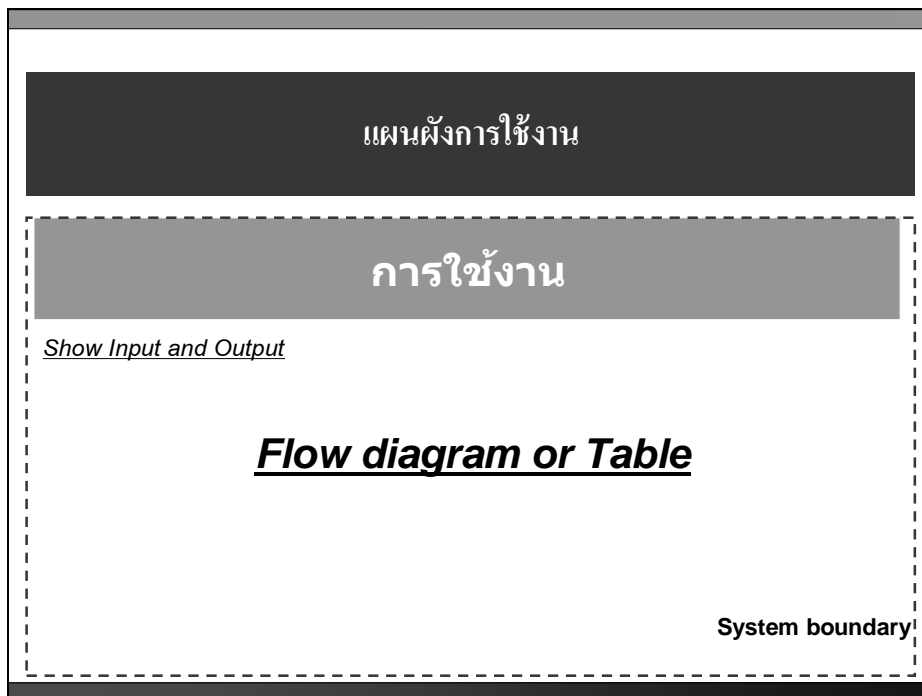 แผนผังการใช้งาน
การใช้งาน
Show Input and Output
Flow diagram or Table
System boundary